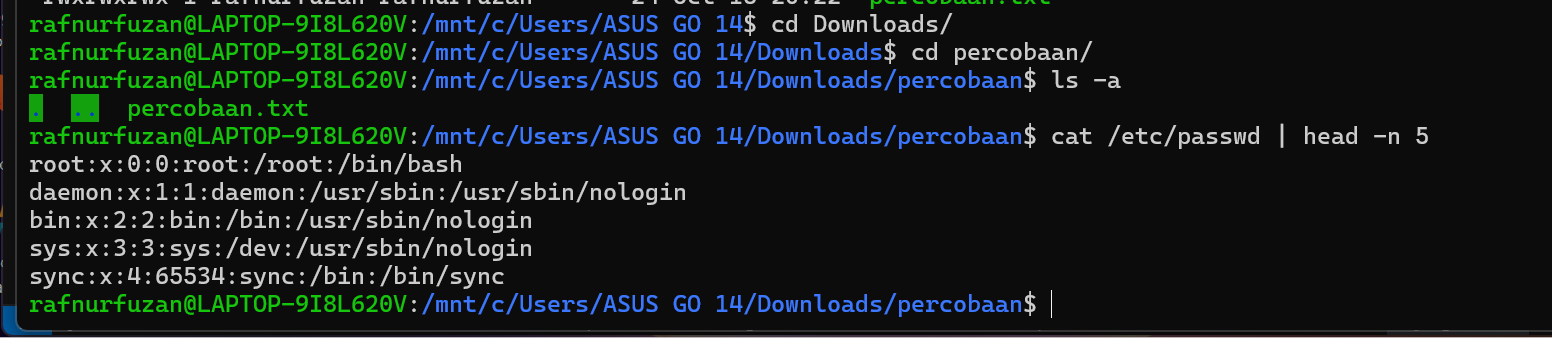 rafnurfuzan@LAPTOP-9I8L620V:/mnt/c/Users/ASUS GO 14$ cd Downloads/
rafnurfuzan@LAPTOP-9I8L620V:/mnt/c/Users/ASUS GO 14/Downloads$ cd percobaan/
rafnurfuzan@LAPTOP-9I8L620V:/mnt/c/Users/ASUS GO 14/Downloads/percobaan$ ls -a
.  ..  percobaan.txt
rafnurfuzan@LAPTOP-9I8L620V:/mnt/c/Users/ASUS GO 14/Downloads/percobaan$ cat /etc/passwd | head -n 5
root:x:0:0:root:/root:/bin/bash
daemon:x:1:1:daemon:/usr/sbin:/usr/sbin/nologin
bin:x:2:2:bin:/bin:/usr/sbin/nologin
sys:x:3:3:sys:/dev:/usr/sbin/nologin
sync:x:4:65534:sync:/bin:/bin/sync
rafnurfuzan@LAPTOP-9I8L620V:/mnt/c/Users/ASUS GO 14/Downloads/percobaan$